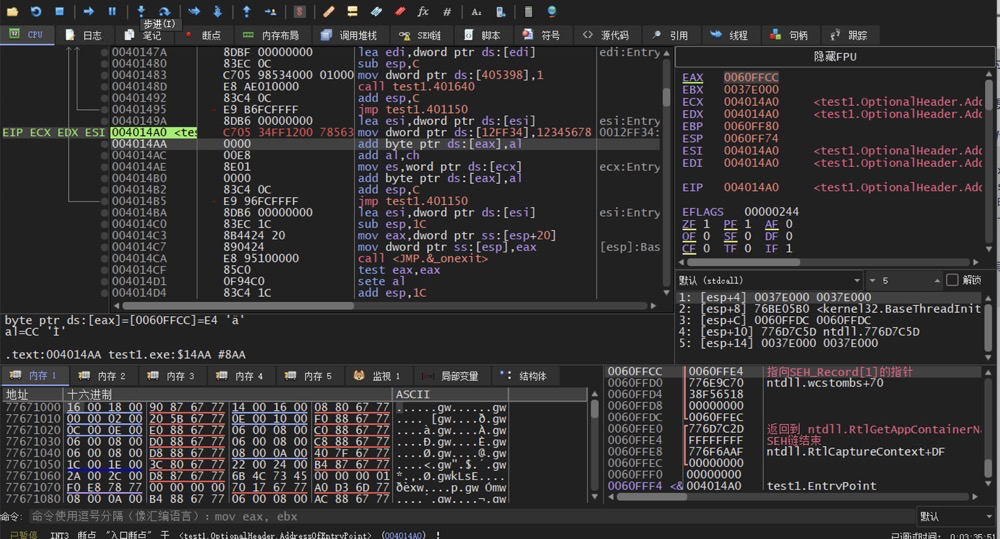 步进(I)
CPU 日志 笔记 断点 内存布局 调用堆栈 SEH链 脚本 符号 源代码 引用 线程 句柄 跟踪
0040147A 8DBF 00000000 lea edi,dword ptr ds:[edi] edi:Entry
00401480 83EC 0C sub esp,C
00401483 C705 98534000 01000 mov dword ptr ds:[405398],1
0040148D E8 AE010000 call test1.401640
00401492 83C4 0C add esp,C
00401495 E9 B6FCFFFF jmp test1.401150
0040149A 8DB6 00000000 lea esi,dword ptr ds:[esi] esi:Entry
EIP ECX EDX ESI 004014A0 <tes C705 34FF1200 78563 mov dword ptr ds:[12FF34],12345678 0012FF34:
004014AA 0000 add byte ptr ds:[eax],al
004014AC 00E8 add al,ch
004014AE 8E01 mov es,word ptr ds:[ecx] ecx:Entry
004014B0 0000 add byte ptr ds:[eax],al
004014B2 83C4 0C add esp,C
004014B5 E9 96FCFFFF jmp test1.401150
004014BA 8DB6 00000000 lea esi,dword ptr ds:[esi] esi:Entry
004014C0 83EC 1C sub esp,1C
004014C3 8B4424 20 mov eax,dword ptr ss:[esp+20]
004014C7 890424 mov dword ptr ss:[esp],eax [esp]:Bas
004014CA E8 95100000 call <JMP.&_onexit>
004014CF 85C0 test eax,eax
004014D1 0F94C0 sete al
004014D3 83C4 1C add esp,1C
隐藏FPU
EAX 0060FFCC
EBX 0037E000
ECX 004014A0 <test1.OptionalHeader.Add
EDX 004014A0 <test1.OptionalHeader.Add
EBP 0060FF80
ESP 0060FF74
ESI 004014A0 <test1.OptionalHeader.Add
EDI 004014A0 <test1.OptionalHeader.Add
EIP 004014A0 <test1.OptionalHeader.Add
EFLAGS 00000244
ZF 1 PF 1 AF 0
OF 0 SF 0 DF 0
CF 0 TF 0 IF 1
默认 (stdcall) 5 解锁
1: [esp+4] 0037E000 0037E000
2: [esp+8] 76BE05B0 <kernel32.BaseThreadInit
3: [esp+C] 0060FFDC 0060FFDC
4: [esp+10] 776D7C5D ntdll.776D7C5D
5: [esp+14] 0037E000 0037E000
byte ptr ds:[eax]=[0060FFCC]=E4 'ä'
al=CC 'Ì'
.text:004014AA test1.exe:$14AA #8AA
内存 1 内存 2 内存 3 内存 4 内存 5 监视 1 局部变量 结构体
地址 十六进制 ASCII
77671000 16 00 18 00 90 87 67 77 14 00 16 00 08 80 67 77 ......gw......gw
77671010 00 00 02 00 20 5B 67 77 0E 00 10 00 F0 88 67 77 .... [gw....ð.gw
77671020 0C 00 0E 00 E0 88 67 77 06 00 08 00 E0 88 67 77
77671030 06 00 08 00 D0 88 67 77 06 00 08 00 C8 88 67 77
77671040 06 00 08 00 D8 88 67 77 08 00 0A 00 40 7F 67 77
77671050 1C 00 1E 00 3C 80 67 77 22 00 24 00 B4 87 67 77 ....<.gw".$.´.gw
77671060 2A 00 2C 00 D8 87 67 77 6B 4C 73 45 00 00 00 01 *.,.Ø.gwkLsE....
77671070 F0 E8 78 77 00 00 00 00 70 17 67 77 A0 D3 6D 77 ðèxw....p.gw Ómw
77671080 08 00 0A 00 B4 88 67 77 06 00 08 00 AC 88 67 77 ....´.gw....¬.gw
0060FFCC 0060FFE4 指向SEH_Record[1]的指针
0060FFD0 776E9C70 ntdll.wcstombs+70
0060FFD4 38F56518
0060FFD8 00000000
0060FFDC 0060FFEC
0060FFE0 776D7C2D 返回到 ntdll.RtlGetAppContainerNa
0060FFE4 FFFFFFFF SEH链结束
0060FFE8 776F6AAF ntdll.RtlCaptureContext+DF
0060FFEC 00000000
0060FFF0 00000000
0060FFF4 <& 004014A0 test1.EntryPoint
命令: 命令使用逗号分隔 (像汇编语言) : mov eax, ebx 默认
已暂停 INT3 断点 "入口断点" 于 <test1.OptionalHeader.AddressOfEntryPoint> (004014A0) ! 已调试时间: 0:03:35:51